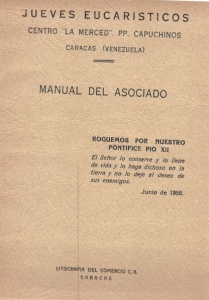 JUEVES EUCARISTICOS
CENTRO "LA MERCED". PP. CAPUCHINOS
CARACAS (VENEZUELA)
MANUAL DEL ASOCIADO
ROGUEMOS POR NUESTRO
PONTIFICE PIO XII
El Señor lo conserve y lo llene
de vida y lo haga dichoso en la
tierra y no lo deje al deseo de
sus enemigos.
Junio de 1958.
LITOGRAFIA DEL COMERCIO C.A.
CARACAS